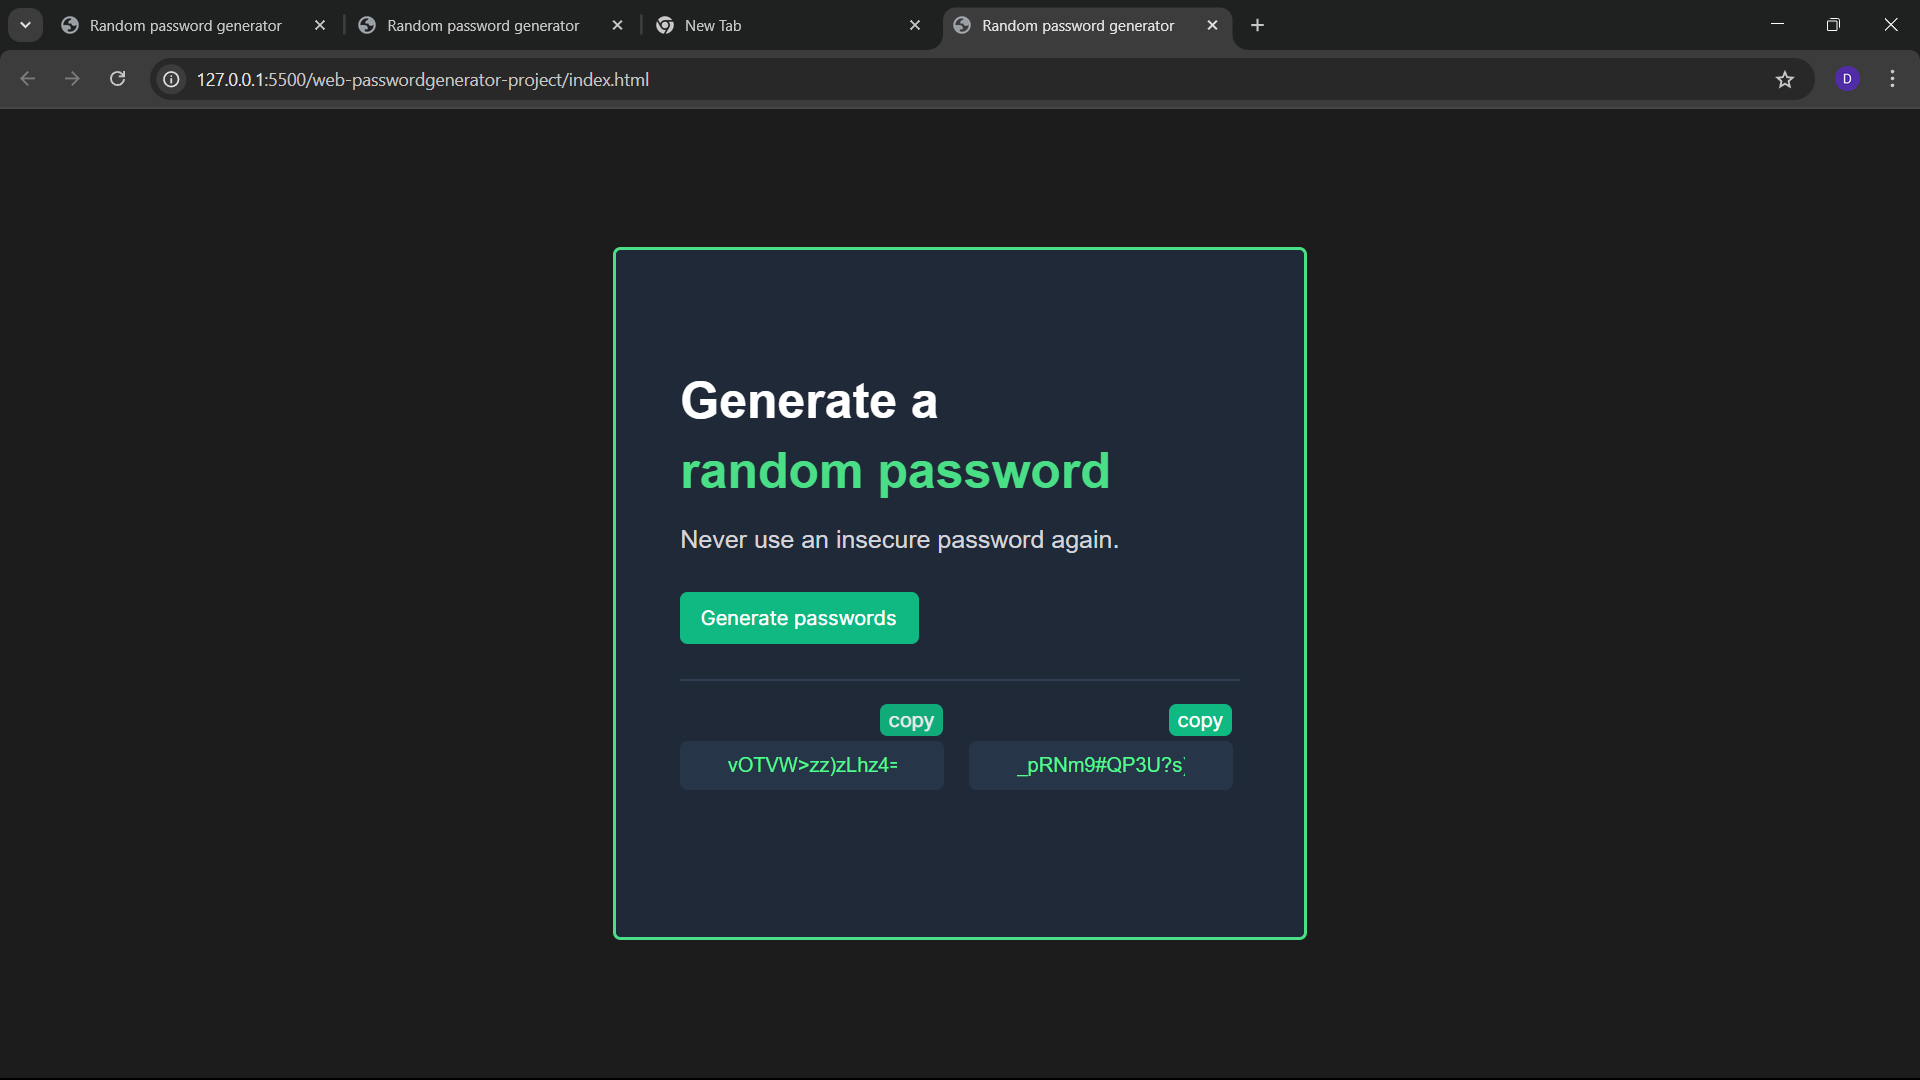 Random password generator
Random password generator
New Tab
Random password generator
127.0.0.1:5500/web-passwordgenerator-project/index.html
D
Generate a
random password
Never use an insecure password again.
Generate passwords
copy
copy
vOTVW>zz)zLhz4=
_pRNm9#QP3U?s